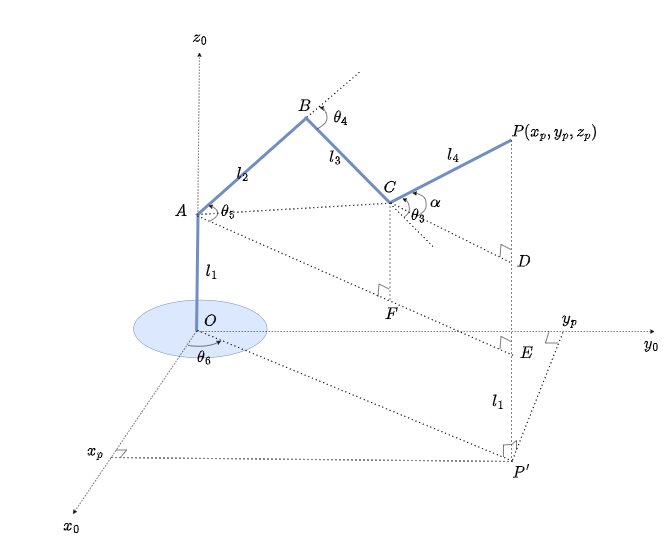 z₀
B
θ₄
P(xₚ, yₚ, zₚ)
l₃
l₄
l₂
C
A
θ₅
α
θ₃
D
l₁
F
O
yₚ
y₀
E
θ₆
l₁
xₚ
P′
x₀